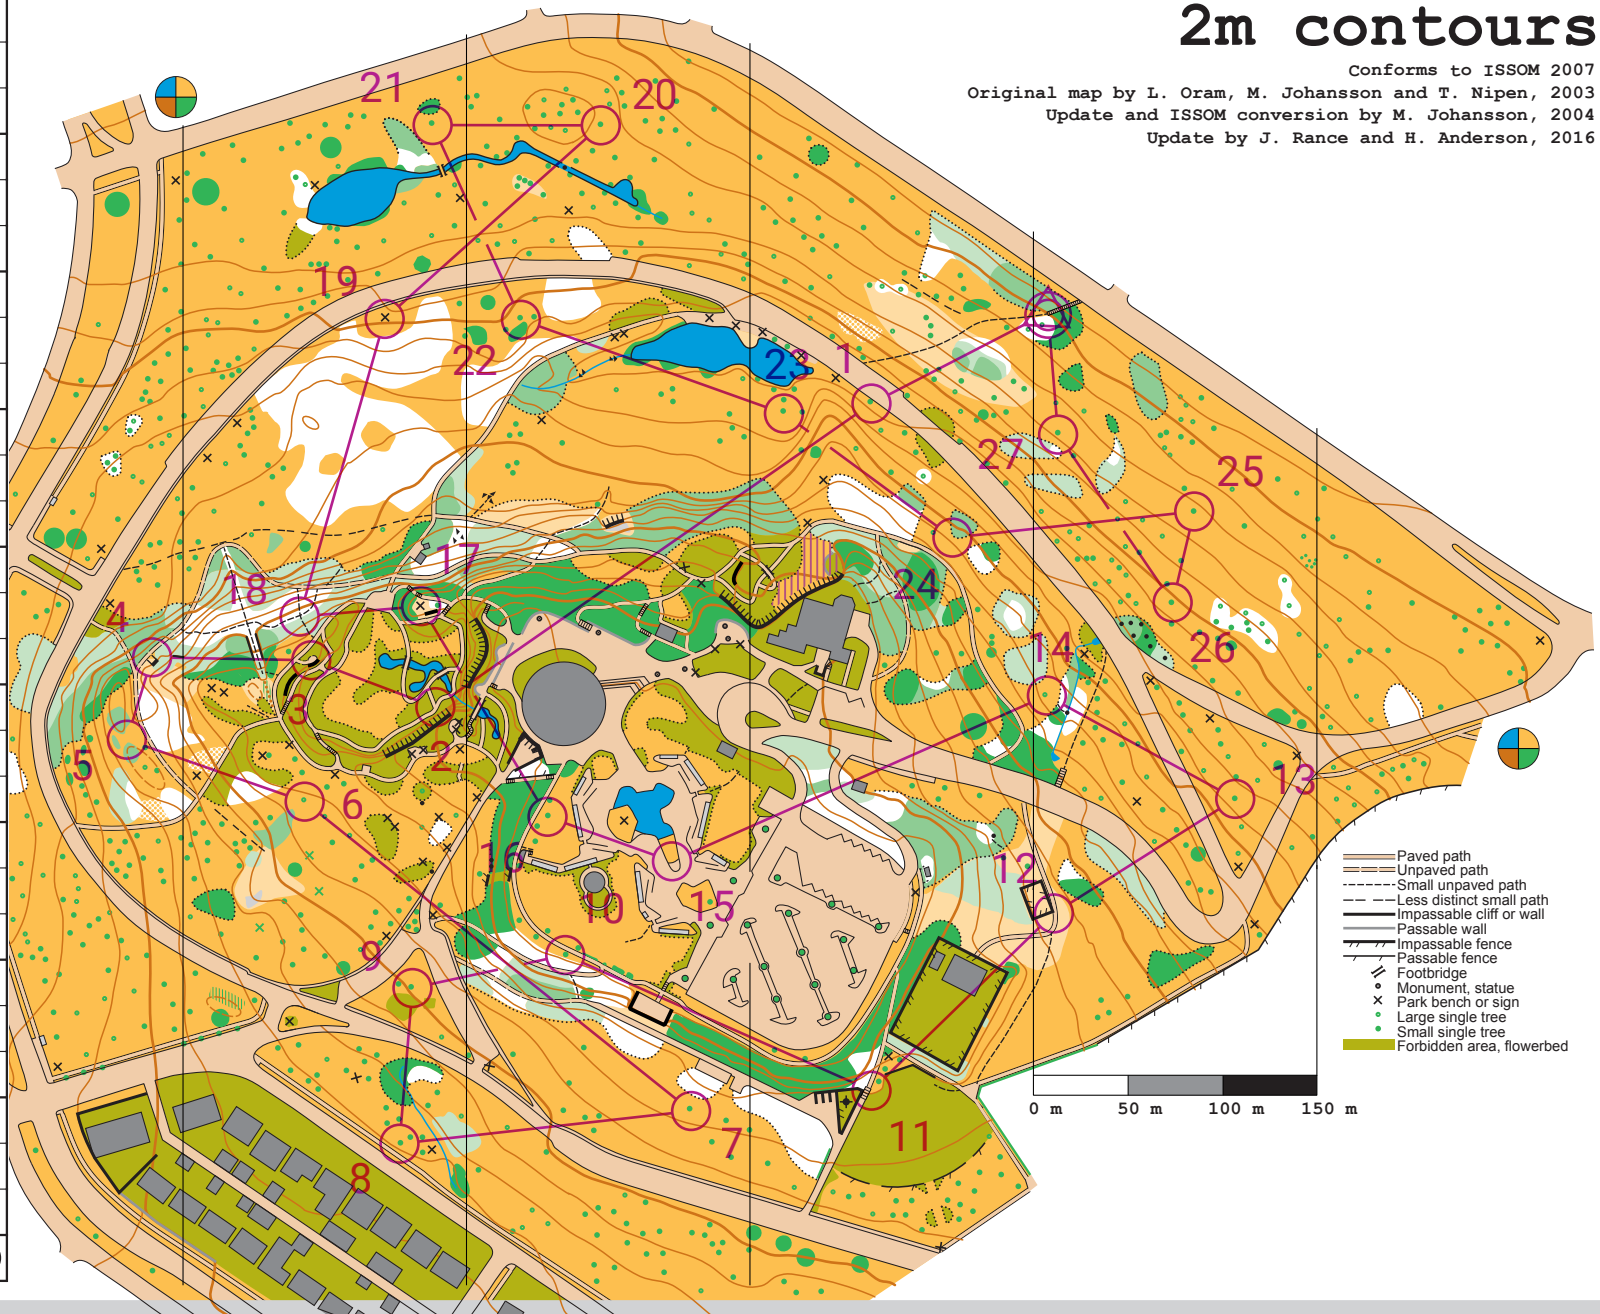 2m contours
Conforms to ISSOM 2007
Original map by L. Oram, M. Johansson and T. Nipen, 2003
Update and ISSOM conversion by M. Johansson, 2004
Update by J. Rance and H. Anderson, 2016
21
20
19
22
23
1
27
25
17
24
18
4
14
26
3
2
5
13
6
16
12
10
15
9
11
7
8
Paved path
Unpaved path
Small unpaved path
Less distinct small path
Impassable cliff or wall
Passable wall
Impassable fence
Passable fence
Footbridge
Monument, statue
Park bench or sign
Large single tree
Small single tree
Forbidden area, flowerbed
0 m 50 m 100 m 150 m